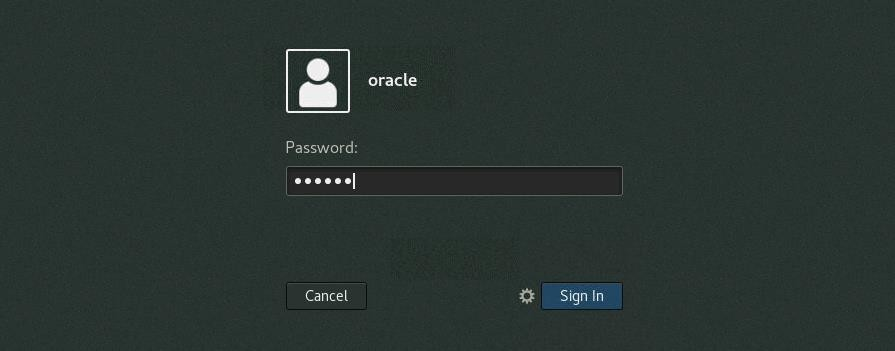 oracle
Password:
••••••
Cancel
Sign In